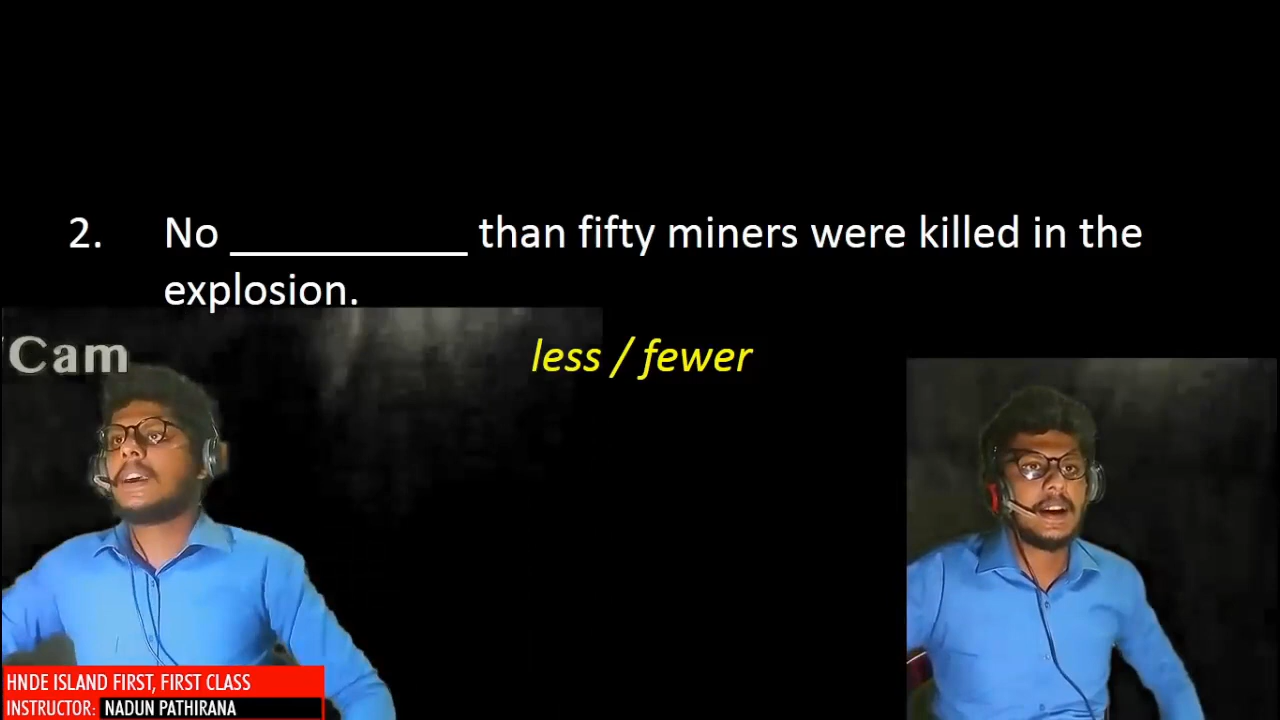 2. No __________ than fifty miners were killed in the
explosion.
Cam
less / fewer
HNDE ISLAND FIRST, FIRST CLASS
INSTRUCTOR: NADUN PATHIRANA